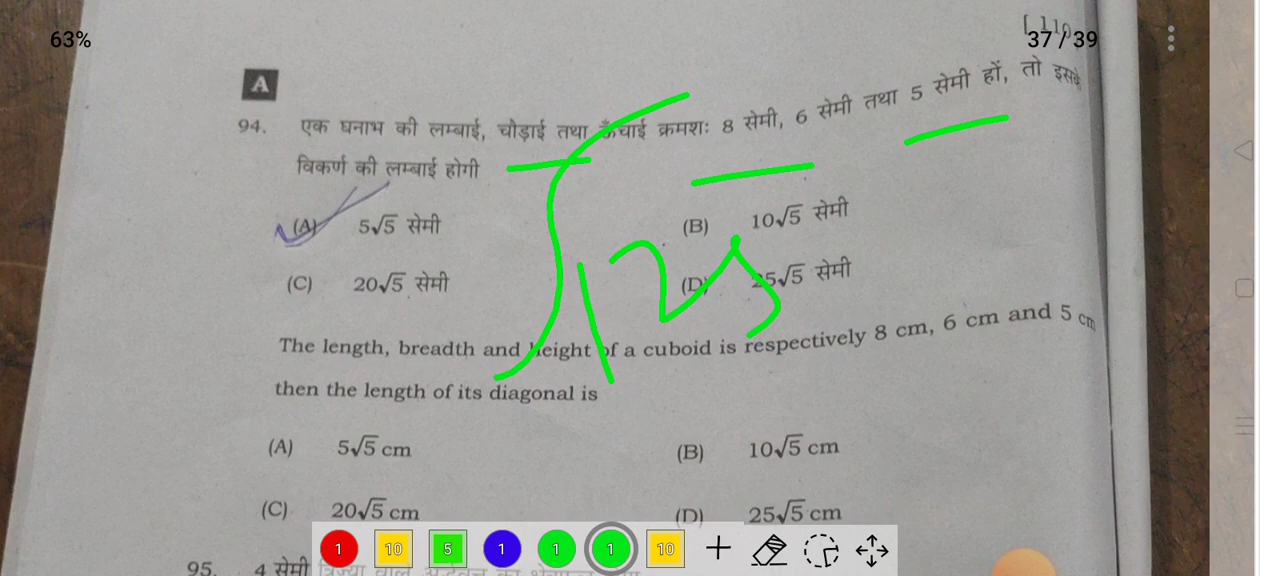 63%
37 / 39
A
94. एक घनाभ की लम्बाई, चौड़ाई तथा ऊँचाई क्रमशः 8 सेमी, 6 सेमी तथा 5 सेमी हों, तो इसके
विकर्ण की लम्बाई होगी
(A) 5√5 सेमी (B) 10√5 सेमी
(C) 20√5 सेमी (D) 25√5 सेमी
125
The length, breadth and height of a cuboid is respectively 8 cm, 6 cm and 5 cm
then the length of its diagonal is
(A) 5√5 cm (B) 10√5 cm
(C) 20√5 cm (D) 25√5 cm
1 10 5 1 1 1 10
95. 4 सेमी